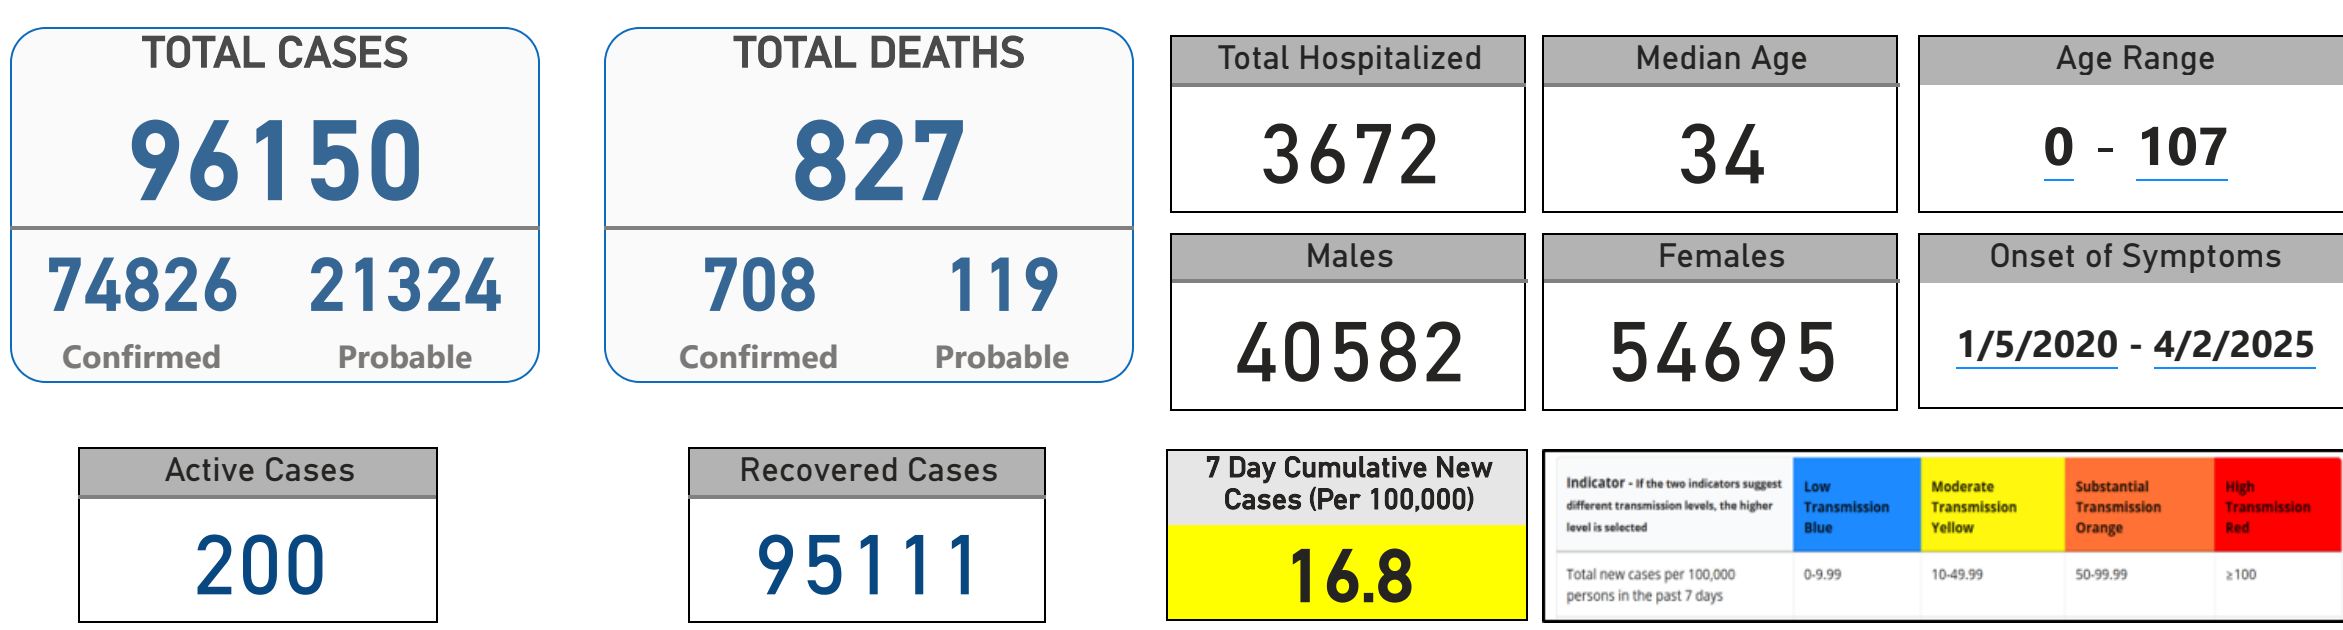 TOTAL CASES
96150
74826 21324
Confirmed Probable
TOTAL DEATHS
827
708 119
Confirmed Probable
Total Hospitalized
3672
Median Age
34
Age Range
0 - 107
Males
40582
Females
54695
Onset of Symptoms
1/5/2020 - 4/2/2025
Active Cases
200
Recovered Cases
95111
7 Day Cumulative New
Cases (Per 100,000)
16.8
Indicator - If the two indicators suggest
different transmission levels, the higher
level is selected
Low
Transmission
Blue
Moderate
Transmission
Yellow
Substantial
Transmission
Orange
High
Transmission
Red
Total new cases per 100,000
persons in the past 7 days
0-9.99
10-49.99
50-99.99
≥100